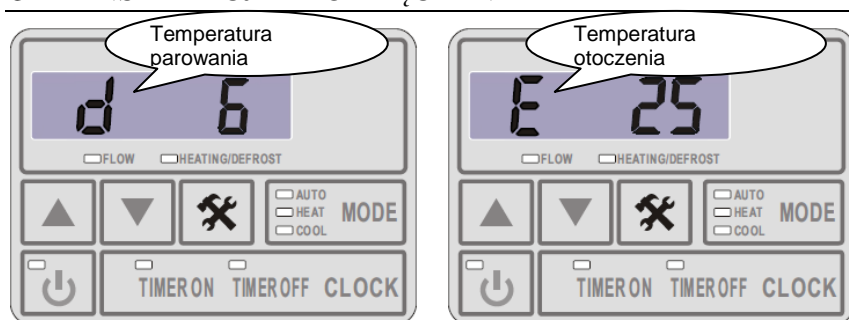 Temperatura
parowania
d 6
FLOW HEATING/DEFROST
AUTO
HEAT
COOL
MODE
TIMER ON TIMER OFF CLOCK
Temperatura
otoczenia
E 25
FLOW HEATING/DEFROST
AUTO
HEAT
COOL
MODE
TIMER ON TIMER OFF CLOCK